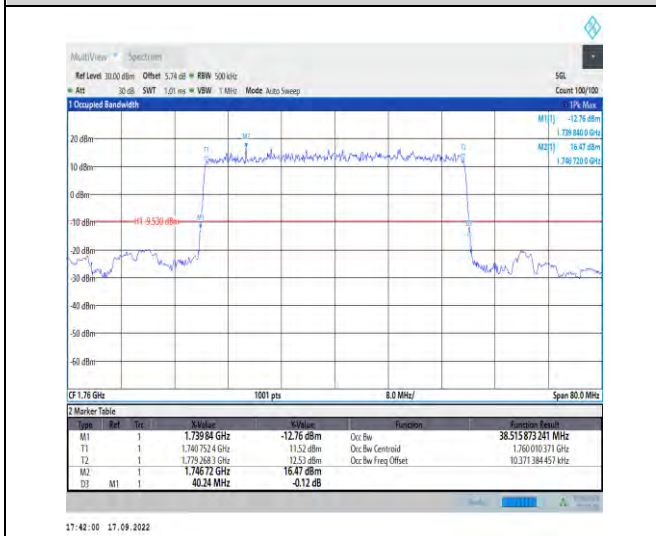 MultiView Spectrum
Ref Level 30.00 dBm Offset 5.74 dB RBW 500 kHz SGL
Att 30 dB SWT 1.01 ms VBW 1 MHz Mode Auto Sweep Count 100/100
1 Occupied Bandwidth 1Pk Max
M1[1] -12.76 dBm
1.739 840 0 GHz
M2[1] 16.47 dBm
1.746 720 0 GHz
20 dBm
M2
T1
T2
10 dBm
0 dBm
-10 dBm
H1 -9.530 dBm
M1
-20 dBm
-30 dBm
-40 dBm
-50 dBm
-60 dBm
CF 1.76 GHz 1001 pts 8.0 MHz/ Span 80.0 MHz
2 Marker Table
Type Ref Trc X-Value Y-Value Function Function Result
M1 1 1.739 84 GHz -12.76 dBm Occ Bw 38.515 873 241 MHz
T1 1 1.740 752 4 GHz 11.52 dBm Occ Bw Centroid 1.760 010 371 GHz
T2 1 1.779 268 3 GHz 12.53 dBm Occ Bw Freq Offset 10.371 384 457 kHz
M2 1 1.746 72 GHz 16.47 dBm
D3 M1 1 40.24 MHz -0.12 dB
17:42:00 17.09.2022